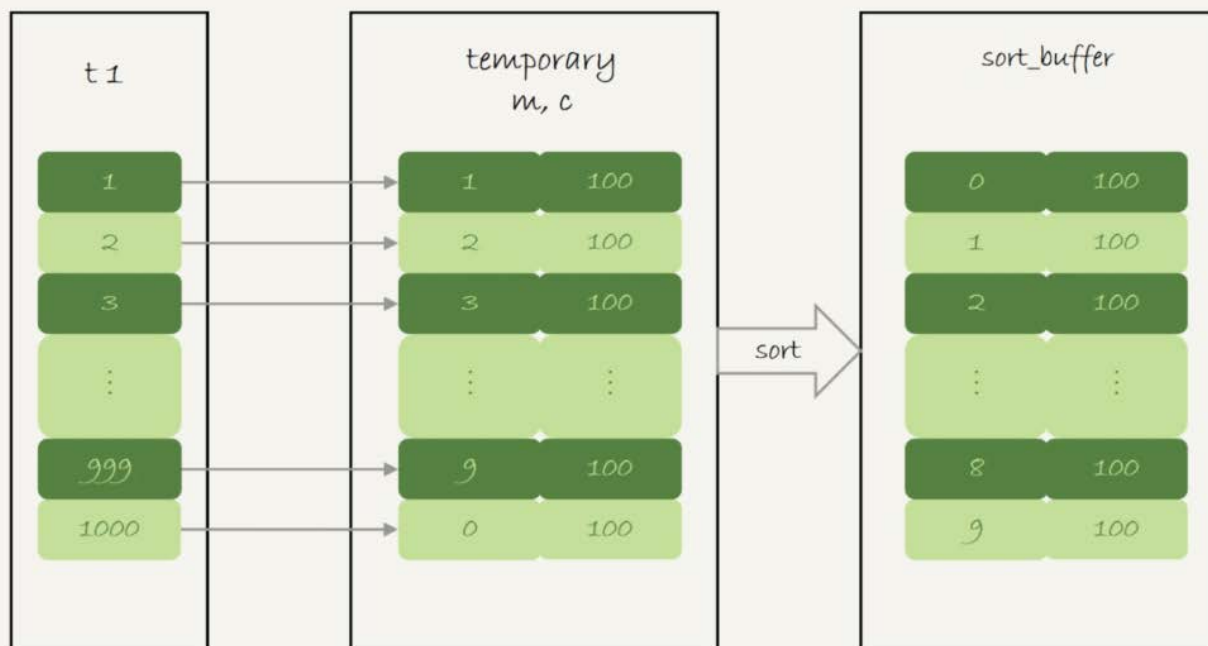 t1
temporary
m, c
sort_buffer
1 1 100 0 100
2 2 100 1 100
3 3 100 2 100
sort
⋮ ⋮ ⋮ ⋮ ⋮
999 9 100 8 100
1000 0 100 9 100